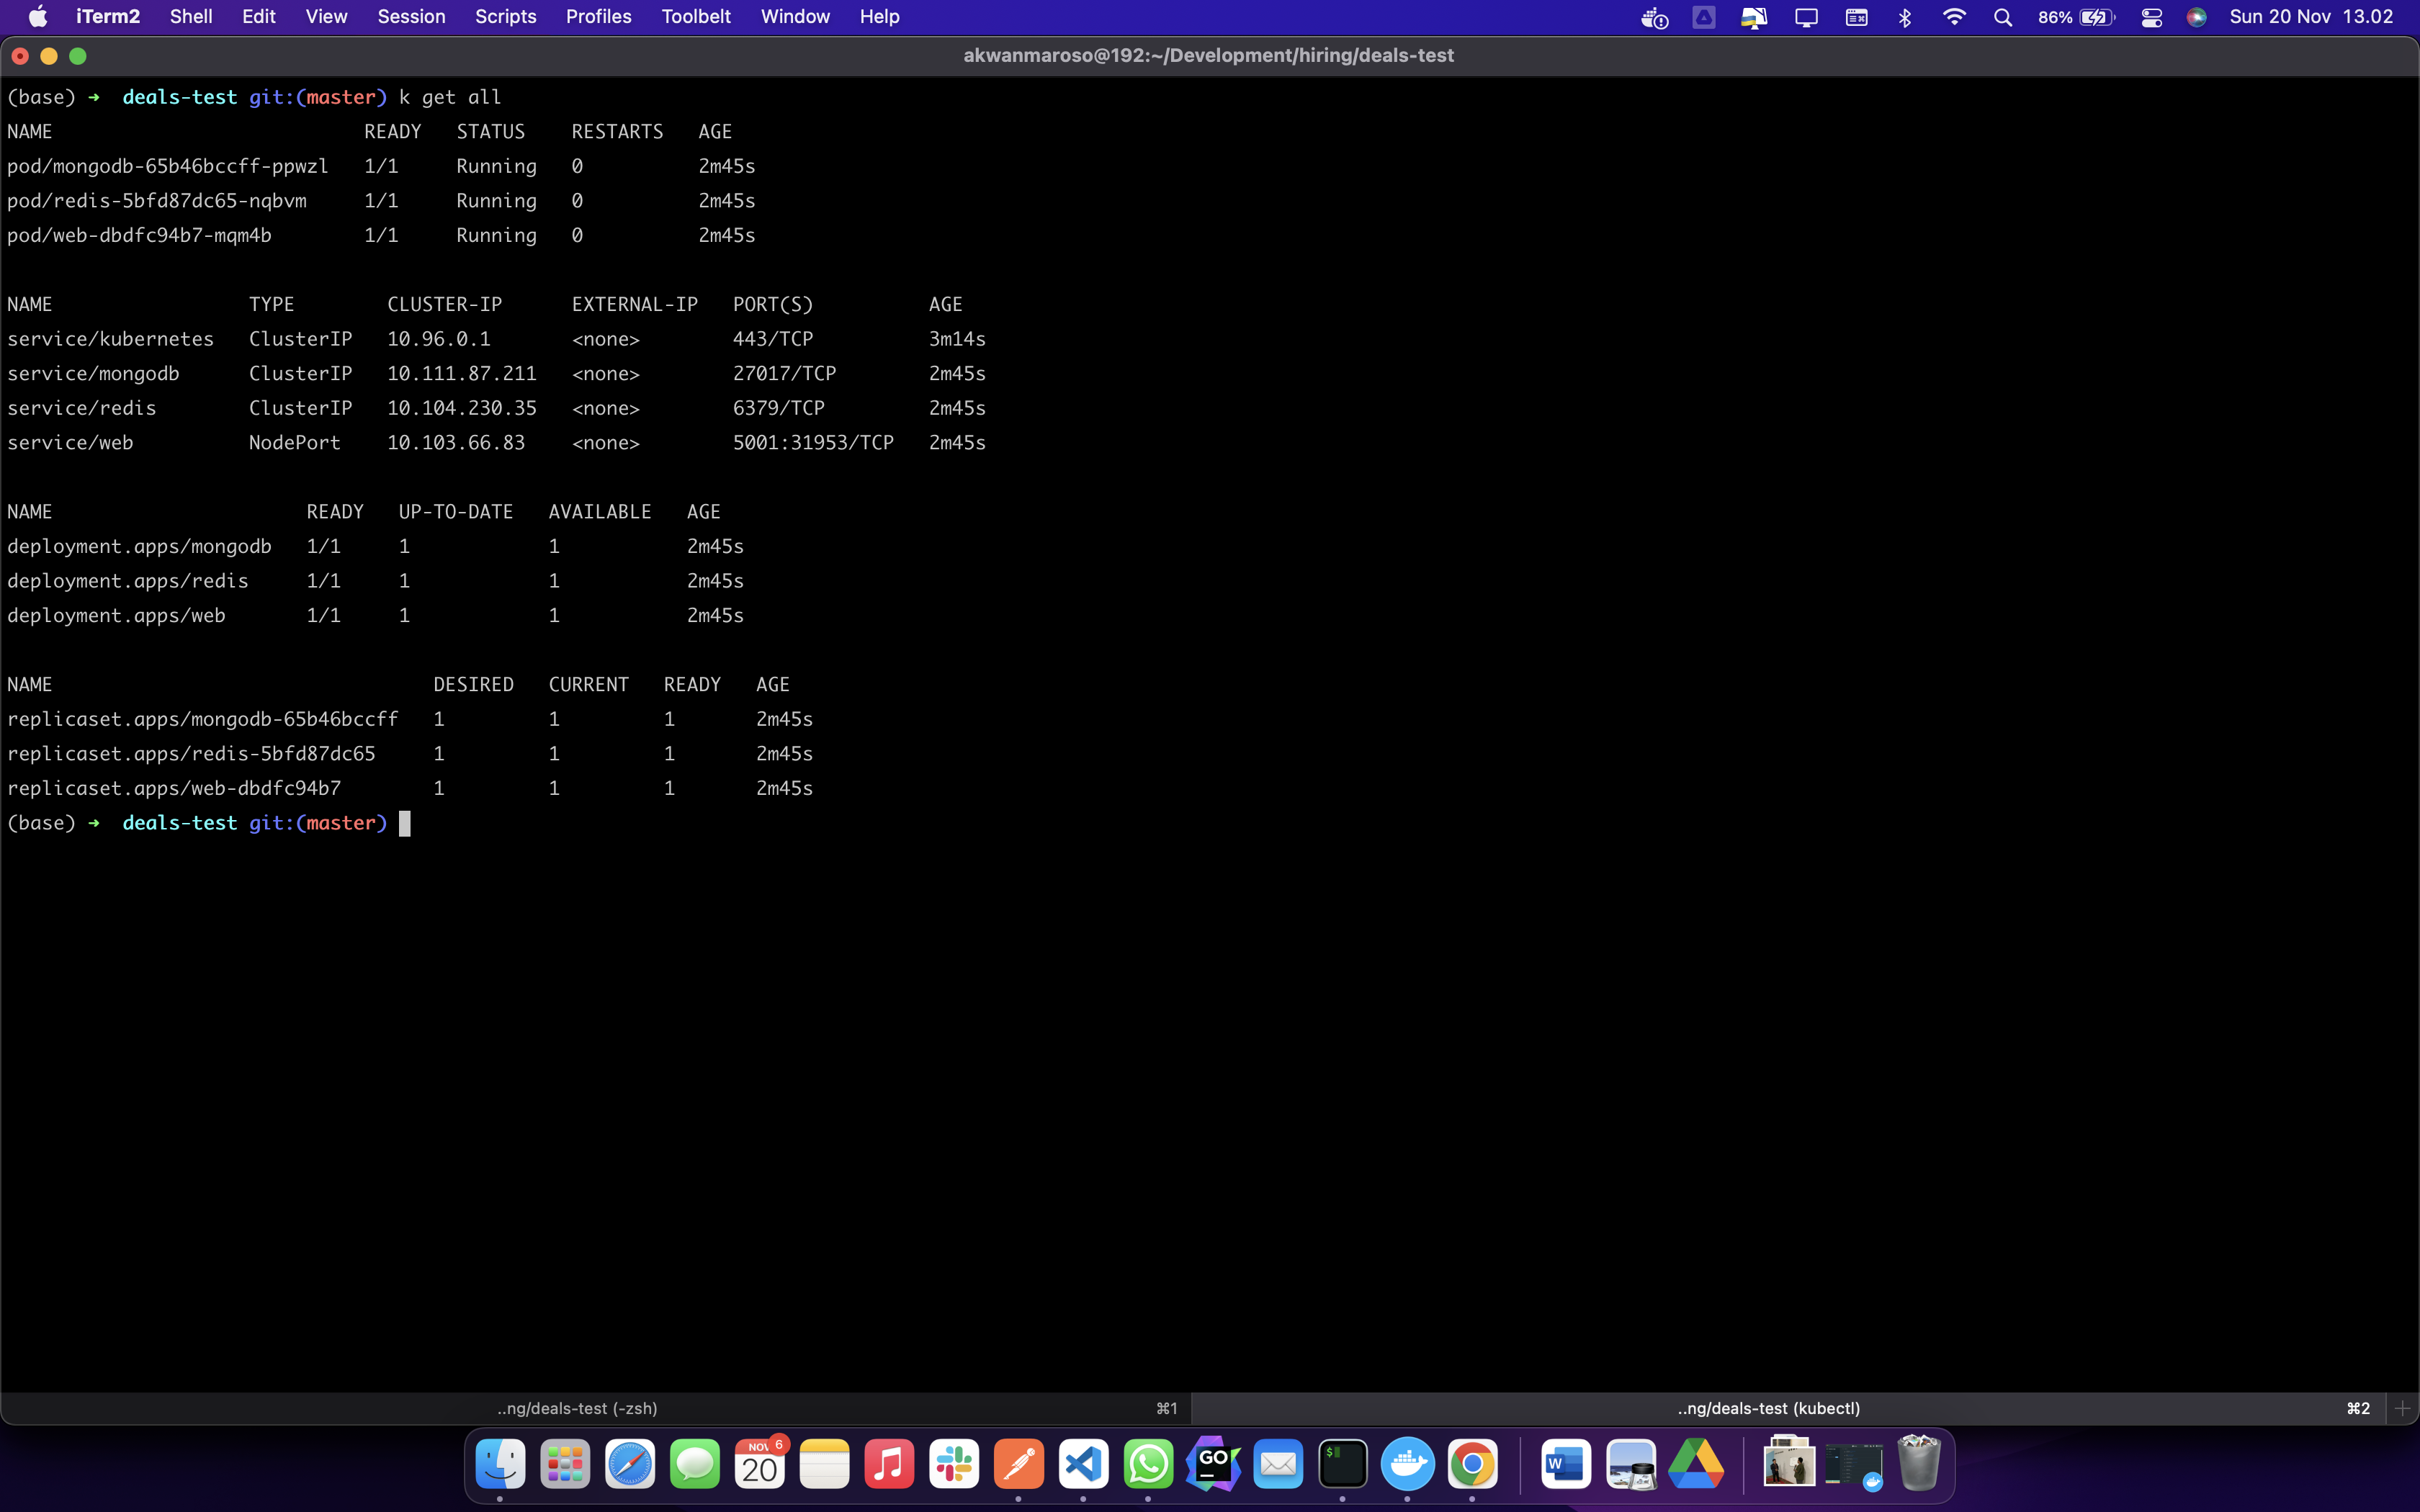 iTerm2 Shell Edit View Session Scripts Profiles Toolbelt Window Help 86% Sun 20 Nov 13.02
akwanmaroso@192:~/Development/hiring/deals-test
(base) ➜ deals-test git:(master) k get all
NAME READY STATUS RESTARTS AGE
pod/mongodb-65b46bccff-ppwzl 1/1 Running 0 2m45s
pod/redis-5bfd87dc65-nqbvm 1/1 Running 0 2m45s
pod/web-dbdfc94b7-mqm4b 1/1 Running 0 2m45s
NAME TYPE CLUSTER-IP EXTERNAL-IP PORT(S) AGE
service/kubernetes ClusterIP 10.96.0.1 <none> 443/TCP 3m14s
service/mongodb ClusterIP 10.111.87.211 <none> 27017/TCP 2m45s
service/redis ClusterIP 10.104.230.35 <none> 6379/TCP 2m45s
service/web NodePort 10.103.66.83 <none> 5001:31953/TCP 2m45s
NAME READY UP-TO-DATE AVAILABLE AGE
deployment.apps/mongodb 1/1 1 1 2m45s
deployment.apps/redis 1/1 1 1 2m45s
deployment.apps/web 1/1 1 1 2m45s
NAME DESIRED CURRENT READY AGE
replicaset.apps/mongodb-65b46bccff 1 1 1 2m45s
replicaset.apps/redis-5bfd87dc65 1 1 1 2m45s
replicaset.apps/web-dbdfc94b7 1 1 1 2m45s
(base) ➜ deals-test git:(master)
..ng/deals-test (-zsh) ⌘1 ..ng/deals-test (kubectl) ⌘2
NOV 6
20
GO
$
W